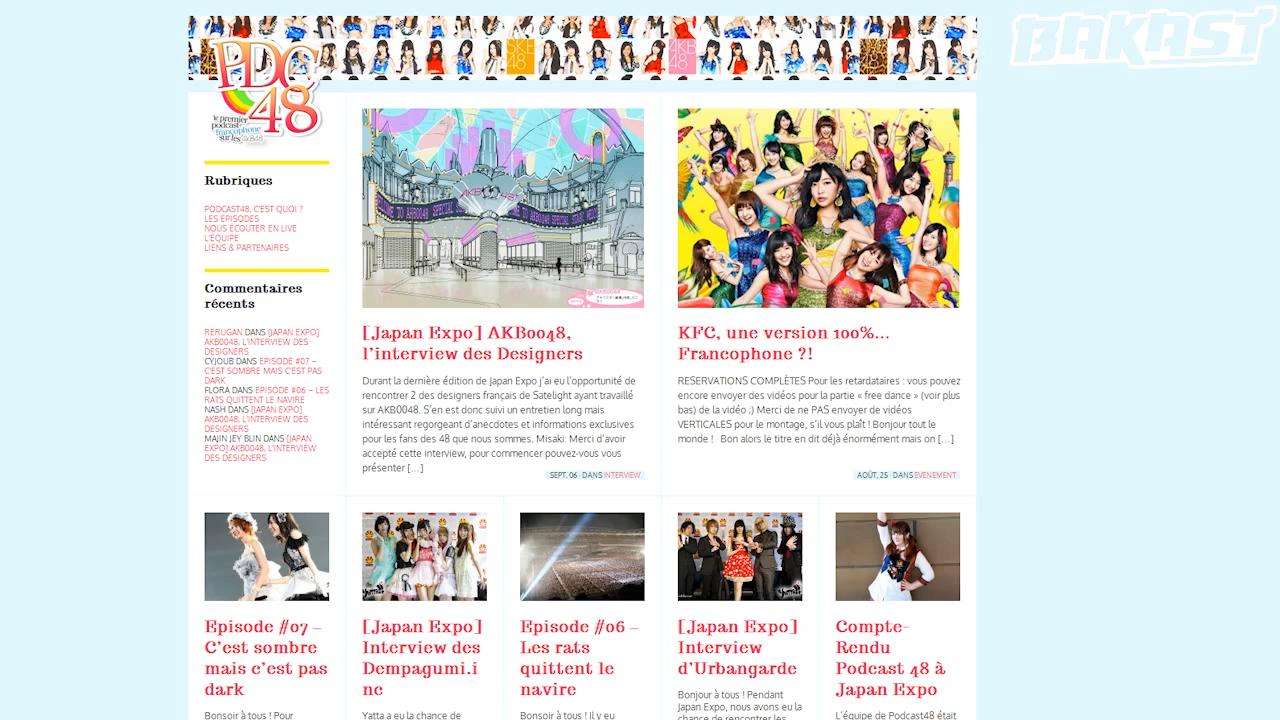 BAKAST
SKE
48
AKB
48
PDC
48
le premier
podcast
francophone
sur les AKB48
Rubriques
PODCAST48, C'EST QUOI ?
LES ÉPISODES
NOUS ÉCOUTER EN LIVE
L'ÉQUIPE
LIENS & PARTENAIRES
Commentaires
récents
RERUGAN DANS [JAPAN EXPO]
AKB0048, L'INTERVIEW DES
DESIGNERS
CYJOUB DANS EPISODE #07 –
C'EST SOMBRE MAIS C'EST PAS
DARK
FLORA DANS EPISODE #06 – LES
RATS QUITTENT LE NAVIRE
NASH DANS [JAPAN EXPO]
AKB0048, L'INTERVIEW DES
DESIGNERS
MAJIN JEY BLIN DANS [JAPAN
EXPO] AKB0048, L'INTERVIEW
DES DESIGNERS
[Japan Expo] AKB0048,
l'interview des Designers
Durant la dernière édition de Japan Expo j'ai eu l'opportunité de
rencontrer 2 des designers français de Satelight ayant travaillé
sur AKB0048. S'en est donc suivi un entretien long mais
intéressant regorgeant d'anecdotes et informations exclusives
pour les fans des 48 que nous sommes. Misaki: Merci d'avoir
accepté cette interview, pour commencer pouvez-vous vous
présenter [...]
SEPT, 06 · DANS INTERVIEW
KFC, une version 100%...
Francophone ?!
RESERVATIONS COMPLÈTES Pour les retardataires : vous pouvez
encore envoyer des vidéos pour la partie « free dance » (voir plus
bas) de la vidéo ;) Merci de ne PAS envoyer de vidéos
VERTICALES pour le montage, s'il vous plaît ! Bonjour tout le
monde !   Bon alors le titre en dit déjà énormément mais on [...]
AOÛT, 25 · DANS EVENEMENT
Episode #07 –
C'est sombre
mais c'est pas
dark
Bonsoir à tous ! Pour
[Japan Expo]
Interview des
Dempagumi.i
nc
Yatta a eu la chance de
Episode #06 –
Les rats
quittent le
navire
Bonsoir à tous ! Il y eu
[Japan Expo]
Interview
d'Urbangarde
Bonjour à tous ! Pendant
Japan Expo, nous avons eu la
chance de rencontrer les
Compte-
Rendu
Podcast 48 à
Japan Expo
L'équipe de Podcast48 était